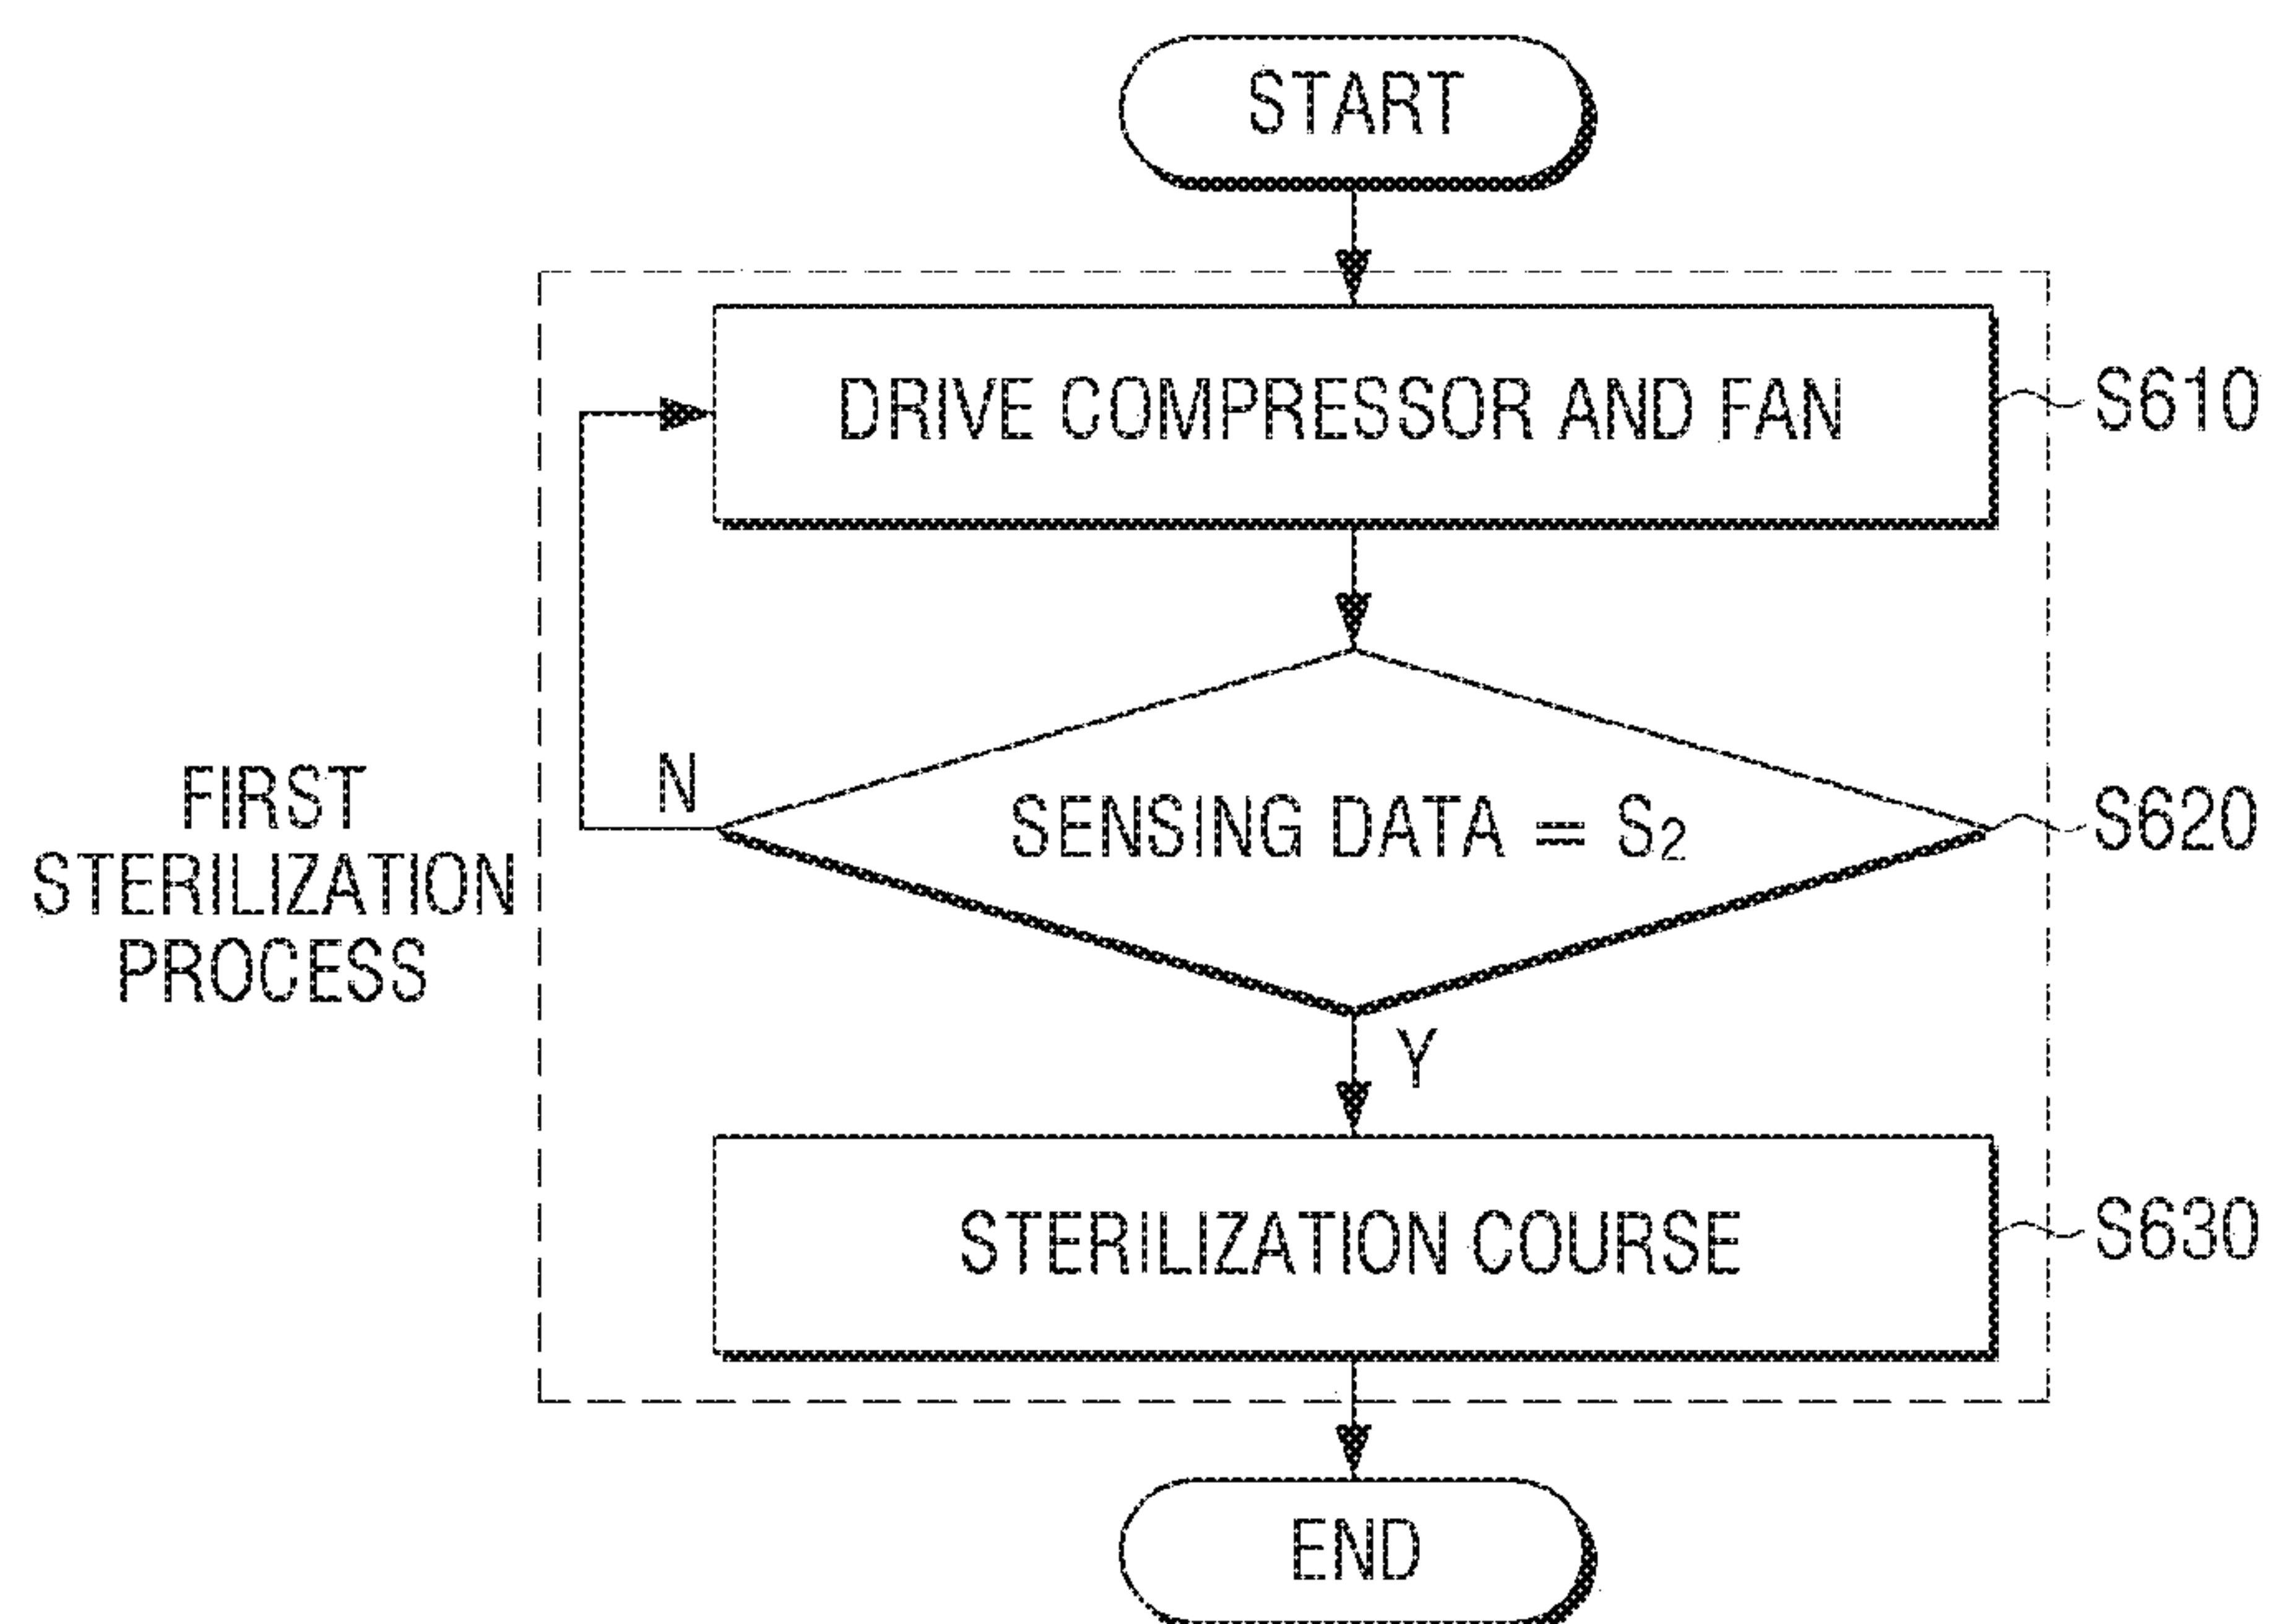 START
DRIVE COMPRESSOR AND FAN
S610
N
SENSING DATA = S2
S620
FIRST
STERILIZATION
PROCESS
Y
STERILIZATION COURSE
S630
END